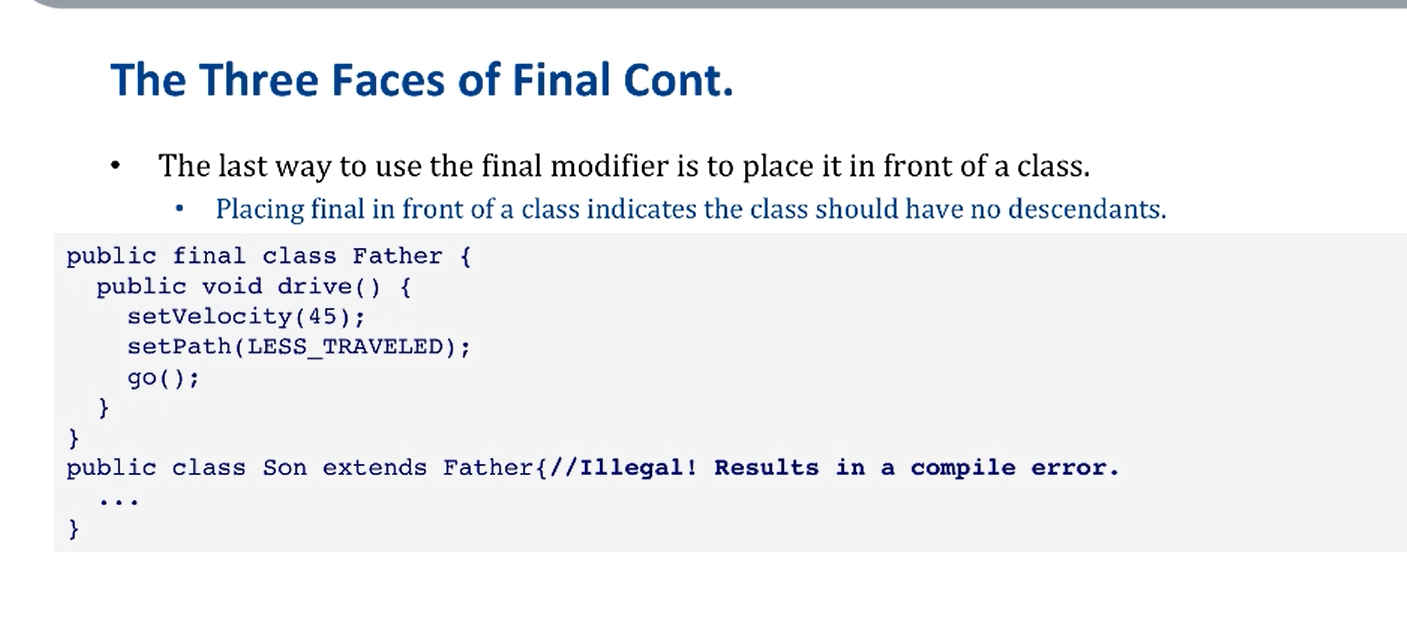 The Three Faces of Final Cont.
• The last way to use the final modifier is to place it in front of a class.
• Placing final in front of a class indicates the class should have no descendants.
public final class Father {
  public void drive() {
    setVelocity(45);
    setPath(LESS_TRAVELED);
    go();
  }
}
public class Son extends Father{//Illegal! Results in a compile error.
  ...
}